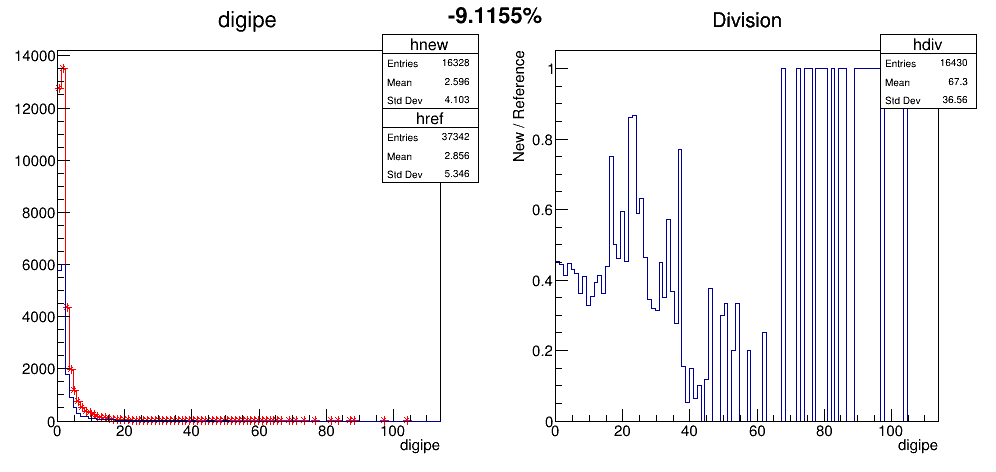 -9.1155%
digipe
hnew
Entries 16328
Mean 2.596
Std Dev 4.103
href
Entries 37342
Mean 2.856
Std Dev 5.346
14000
12000
10000
8000
6000
4000
2000
0
0 20 40 60 80 100
digipe
Division
hdiv
Entries 16430
Mean 67.3
Std Dev 36.56
New / Reference
1
0.8
0.6
0.4
0.2
0
0 20 40 60 80 100
digipe